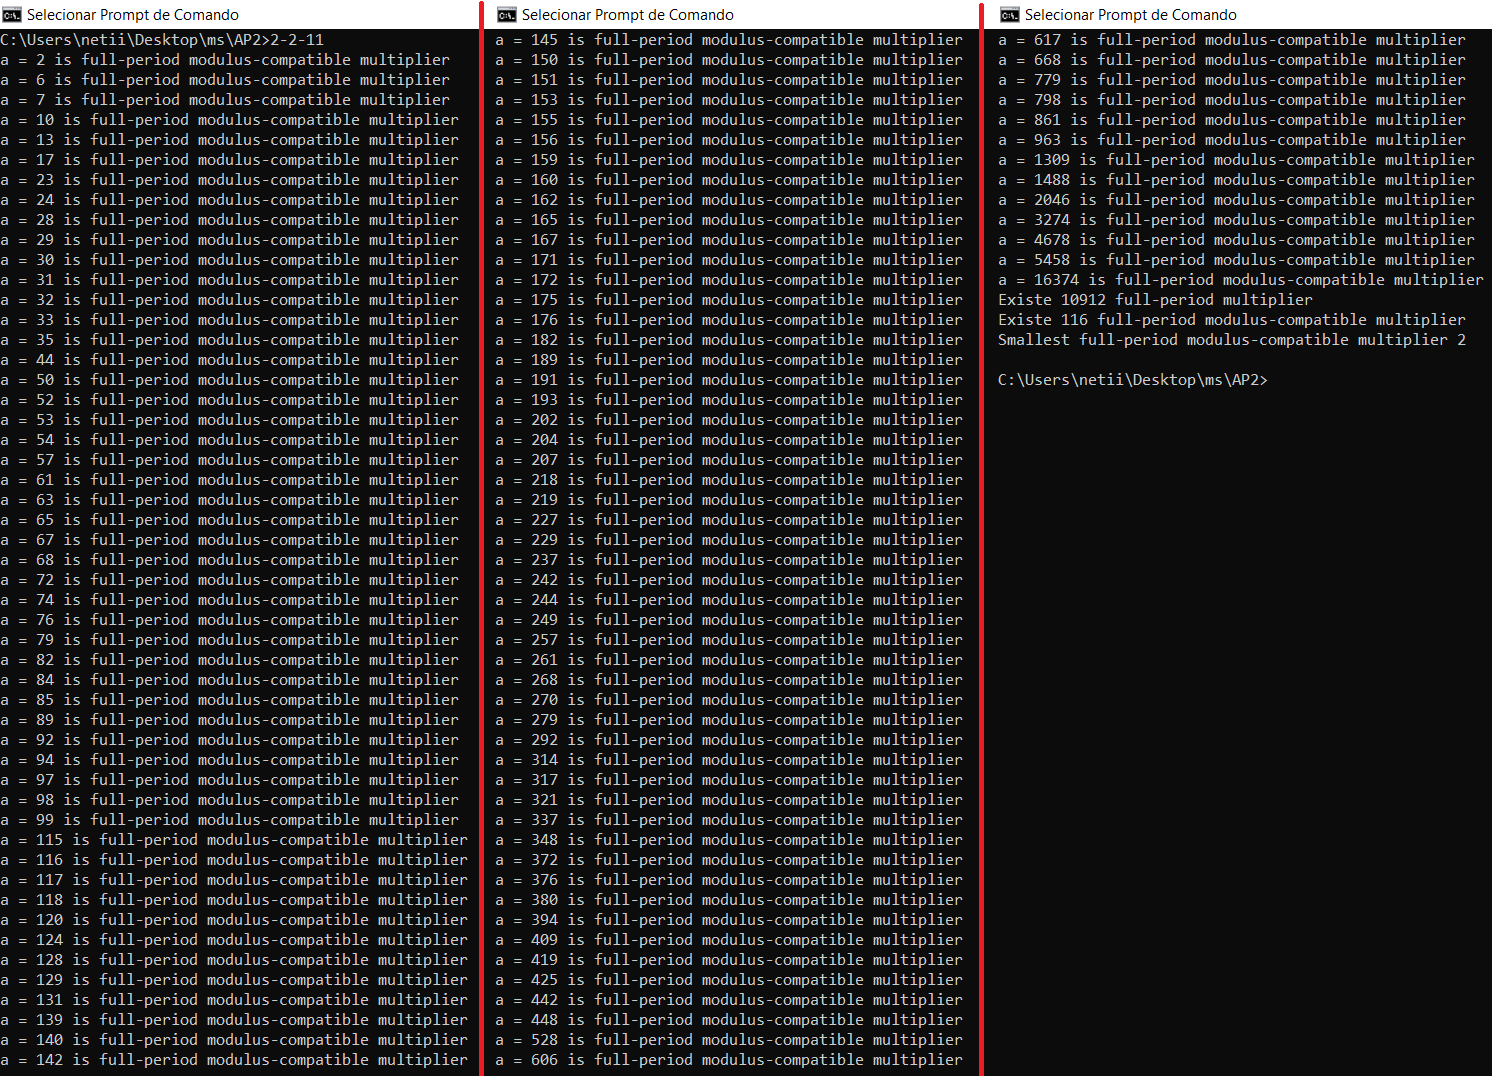 Selecionar Prompt de Comando
C:\Users\netii\Desktop\ms\AP2>2-2-11
a = 2 is full-period modulus-compatible multiplier
a = 6 is full-period modulus-compatible multiplier
a = 7 is full-period modulus-compatible multiplier
a = 10 is full-period modulus-compatible multiplier
a = 13 is full-period modulus-compatible multiplier
a = 17 is full-period modulus-compatible multiplier
a = 23 is full-period modulus-compatible multiplier
a = 24 is full-period modulus-compatible multiplier
a = 28 is full-period modulus-compatible multiplier
a = 29 is full-period modulus-compatible multiplier
a = 30 is full-period modulus-compatible multiplier
a = 31 is full-period modulus-compatible multiplier
a = 32 is full-period modulus-compatible multiplier
a = 33 is full-period modulus-compatible multiplier
a = 35 is full-period modulus-compatible multiplier
a = 44 is full-period modulus-compatible multiplier
a = 50 is full-period modulus-compatible multiplier
a = 52 is full-period modulus-compatible multiplier
a = 53 is full-period modulus-compatible multiplier
a = 54 is full-period modulus-compatible multiplier
a = 57 is full-period modulus-compatible multiplier
a = 61 is full-period modulus-compatible multiplier
a = 63 is full-period modulus-compatible multiplier
a = 65 is full-period modulus-compatible multiplier
a = 67 is full-period modulus-compatible multiplier
a = 68 is full-period modulus-compatible multiplier
a = 72 is full-period modulus-compatible multiplier
a = 74 is full-period modulus-compatible multiplier
a = 76 is full-period modulus-compatible multiplier
a = 79 is full-period modulus-compatible multiplier
a = 82 is full-period modulus-compatible multiplier
a = 84 is full-period modulus-compatible multiplier
a = 85 is full-period modulus-compatible multiplier
a = 89 is full-period modulus-compatible multiplier
a = 92 is full-period modulus-compatible multiplier
a = 94 is full-period modulus-compatible multiplier
a = 97 is full-period modulus-compatible multiplier
a = 98 is full-period modulus-compatible multiplier
a = 99 is full-period modulus-compatible multiplier
a = 115 is full-period modulus-compatible multiplier
a = 116 is full-period modulus-compatible multiplier
a = 117 is full-period modulus-compatible multiplier
a = 118 is full-period modulus-compatible multiplier
a = 120 is full-period modulus-compatible multiplier
a = 124 is full-period modulus-compatible multiplier
a = 128 is full-period modulus-compatible multiplier
a = 129 is full-period modulus-compatible multiplier
a = 131 is full-period modulus-compatible multiplier
a = 139 is full-period modulus-compatible multiplier
a = 140 is full-period modulus-compatible multiplier
a = 142 is full-period modulus-compatible multiplier
Selecionar Prompt de Comando
a = 145 is full-period modulus-compatible multiplier
a = 150 is full-period modulus-compatible multiplier
a = 151 is full-period modulus-compatible multiplier
a = 153 is full-period modulus-compatible multiplier
a = 155 is full-period modulus-compatible multiplier
a = 156 is full-period modulus-compatible multiplier
a = 159 is full-period modulus-compatible multiplier
a = 160 is full-period modulus-compatible multiplier
a = 162 is full-period modulus-compatible multiplier
a = 165 is full-period modulus-compatible multiplier
a = 167 is full-period modulus-compatible multiplier
a = 171 is full-period modulus-compatible multiplier
a = 172 is full-period modulus-compatible multiplier
a = 175 is full-period modulus-compatible multiplier
a = 176 is full-period modulus-compatible multiplier
a = 182 is full-period modulus-compatible multiplier
a = 189 is full-period modulus-compatible multiplier
a = 191 is full-period modulus-compatible multiplier
a = 193 is full-period modulus-compatible multiplier
a = 202 is full-period modulus-compatible multiplier
a = 204 is full-period modulus-compatible multiplier
a = 207 is full-period modulus-compatible multiplier
a = 218 is full-period modulus-compatible multiplier
a = 219 is full-period modulus-compatible multiplier
a = 227 is full-period modulus-compatible multiplier
a = 229 is full-period modulus-compatible multiplier
a = 237 is full-period modulus-compatible multiplier
a = 242 is full-period modulus-compatible multiplier
a = 244 is full-period modulus-compatible multiplier
a = 249 is full-period modulus-compatible multiplier
a = 257 is full-period modulus-compatible multiplier
a = 261 is full-period modulus-compatible multiplier
a = 268 is full-period modulus-compatible multiplier
a = 270 is full-period modulus-compatible multiplier
a = 279 is full-period modulus-compatible multiplier
a = 292 is full-period modulus-compatible multiplier
a = 314 is full-period modulus-compatible multiplier
a = 317 is full-period modulus-compatible multiplier
a = 321 is full-period modulus-compatible multiplier
a = 337 is full-period modulus-compatible multiplier
a = 348 is full-period modulus-compatible multiplier
a = 372 is full-period modulus-compatible multiplier
a = 376 is full-period modulus-compatible multiplier
a = 380 is full-period modulus-compatible multiplier
a = 394 is full-period modulus-compatible multiplier
a = 409 is full-period modulus-compatible multiplier
a = 419 is full-period modulus-compatible multiplier
a = 425 is full-period modulus-compatible multiplier
a = 442 is full-period modulus-compatible multiplier
a = 448 is full-period modulus-compatible multiplier
a = 528 is full-period modulus-compatible multiplier
a = 606 is full-period modulus-compatible multiplier
Selecionar Prompt de Comando
a = 617 is full-period modulus-compatible multiplier
a = 668 is full-period modulus-compatible multiplier
a = 779 is full-period modulus-compatible multiplier
a = 798 is full-period modulus-compatible multiplier
a = 861 is full-period modulus-compatible multiplier
a = 963 is full-period modulus-compatible multiplier
a = 1309 is full-period modulus-compatible multiplier
a = 1488 is full-period modulus-compatible multiplier
a = 2046 is full-period modulus-compatible multiplier
a = 3274 is full-period modulus-compatible multiplier
a = 4678 is full-period modulus-compatible multiplier
a = 5458 is full-period modulus-compatible multiplier
a = 16374 is full-period modulus-compatible multiplier
Existe 10912 full-period multiplier
Existe 116 full-period modulus-compatible multiplier
Smallest full-period modulus-compatible multiplier 2
C:\Users\netii\Desktop\ms\AP2>